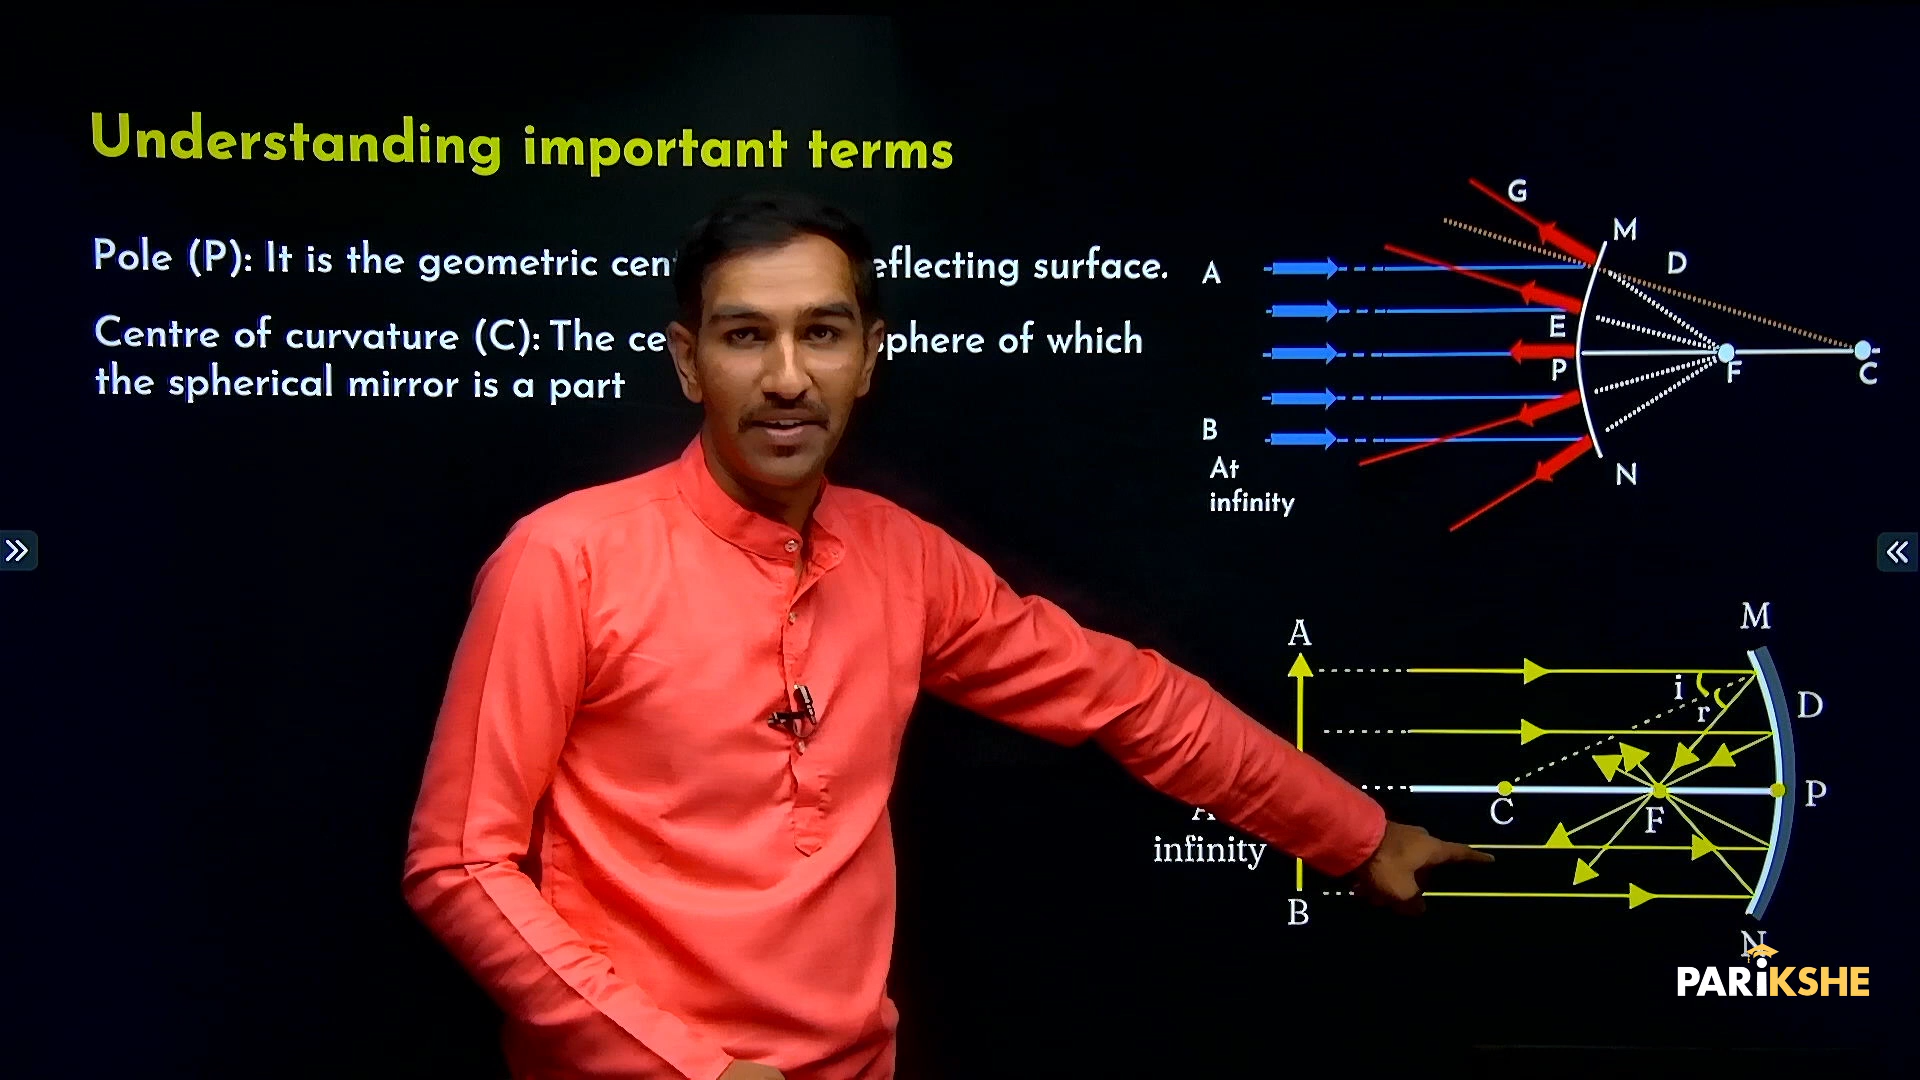 Understanding important terms
Pole (P): It is the geometric cen eflecting surface.
Centre of curvature (C): The ce sphere of which
the spherical mirror is a part
G
M
D
A
E
P
F
C
B
At
infinity
N
M
A
i
r
D
C
F
P
infinity
B
N
PARiKSHE